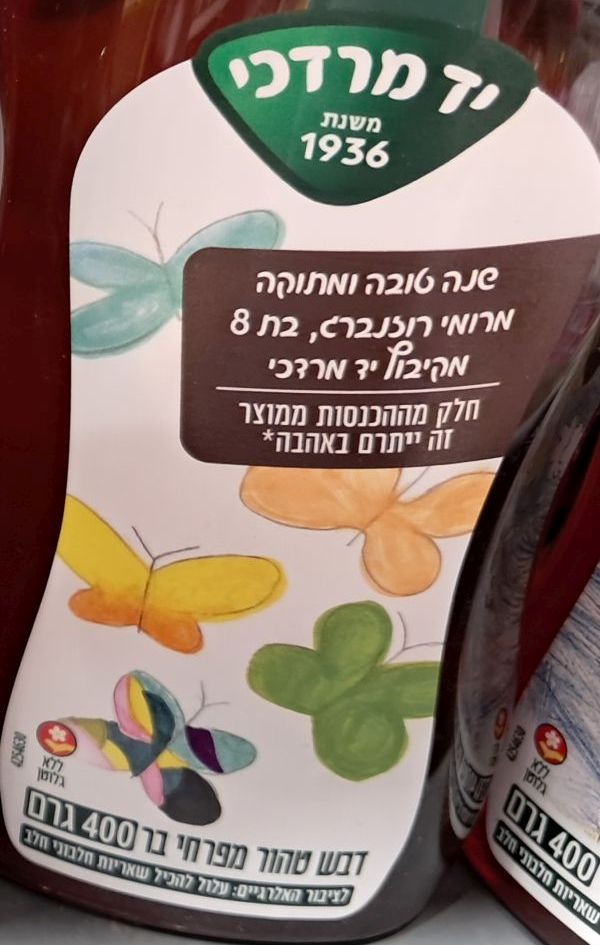 יד מרדכי
משנת
1936
שנה טובה ומתוקה
מרומי רוזנברג, בת 8
מקיבוץ יד מרדכי
חלק מההכנסות ממוצר
זה ייתרם באהבה*
ללא
גלוטן
4254630
דבש טהור מפרחי בר 400 גרם
לציבור האלרגיים: עלול להכיל שאריות חלבוני חלב
ללא
גלוטן
400 גרם
שאריות חלבוני חלב